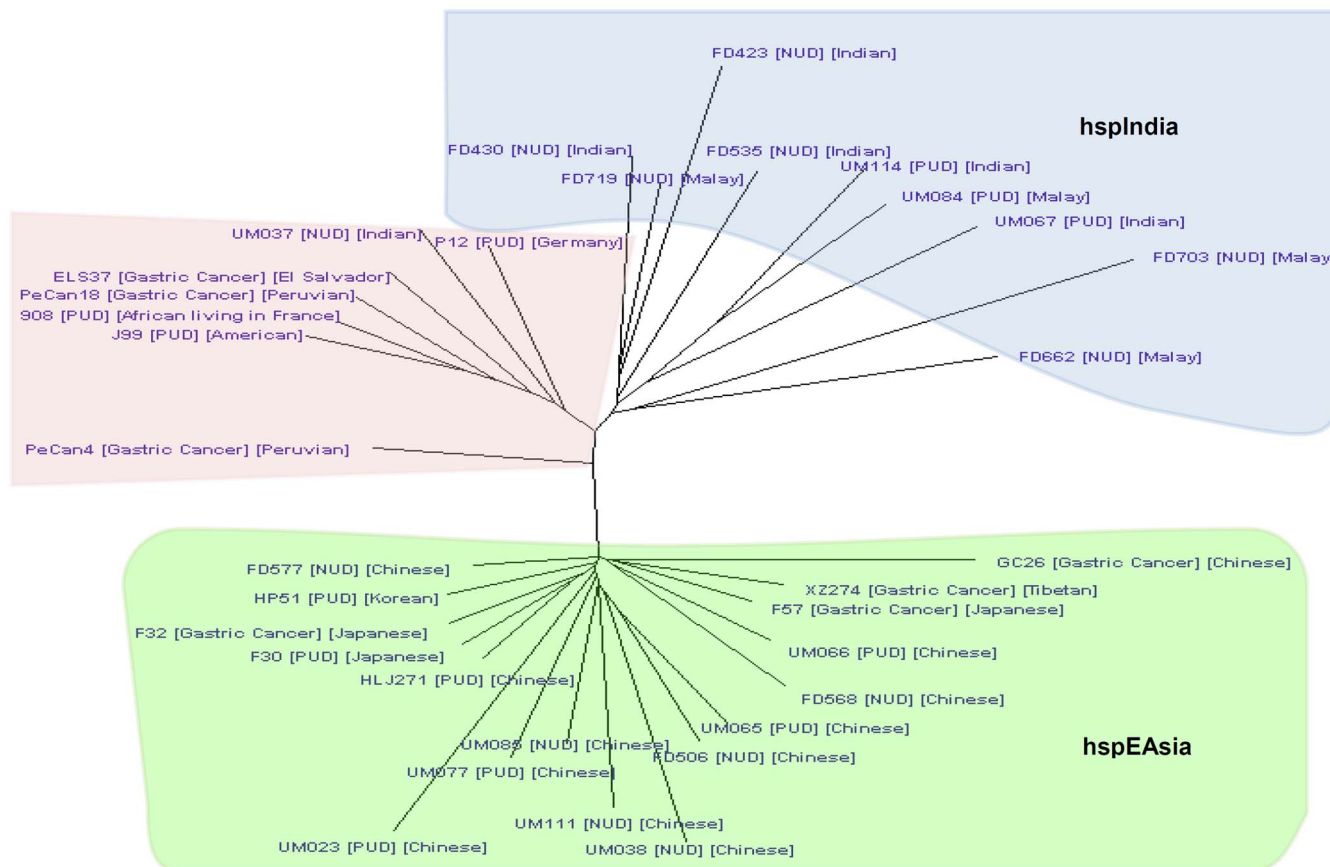 FD423 [NUD] [Indian]
hspIndia
FD430 [NUD] [Indian]
FD535 [NUD] [Indian]
UM114 [PUD] [Indian]
FD719 [NUD] [Malay]
UM084 [PUD] [Malay]
UM067 [PUD] [Indian]
UM037 [NUD] [Indian]
P12 [PUD] [Germany]
FD703 [NUD] [Malay
ELS37 [Gastric Cancer] [El Salvador]
PeCan18 [Gastric Cancer] [Peruvian]
908 [PUD] [African living in France]
J99 [PUD] [American]
FD662 [NUD] [Malay]
PeCan4 [Gastric Cancer] [Peruvian]
GC26 [Gastric Cancer] [Chinese]
FD577 [NUD] [Chinese]
XZ274 [Gastric Cancer] [Tibetan]
HP51 [PUD] [Korean]
F57 [Gastric Cancer] [Japanese]
F32 [Gastric Cancer] [Japanese]
F30 [PUD] [Japanese]
UM066 [PUD] [Chinese]
HLJ271 [PUD] [Chinese]
FD568 [NUD] [Chinese]
UM065 [PUD] [Chinese]
UM085 [NUD] [Chinese]
FD506 [NUD] [Chinese]
hspEAsia
UM077 [PUD] [Chinese]
UM111 [NUD] [Chinese]
UM023 [PUD] [Chinese]
UM038 [NUD] [Chinese]